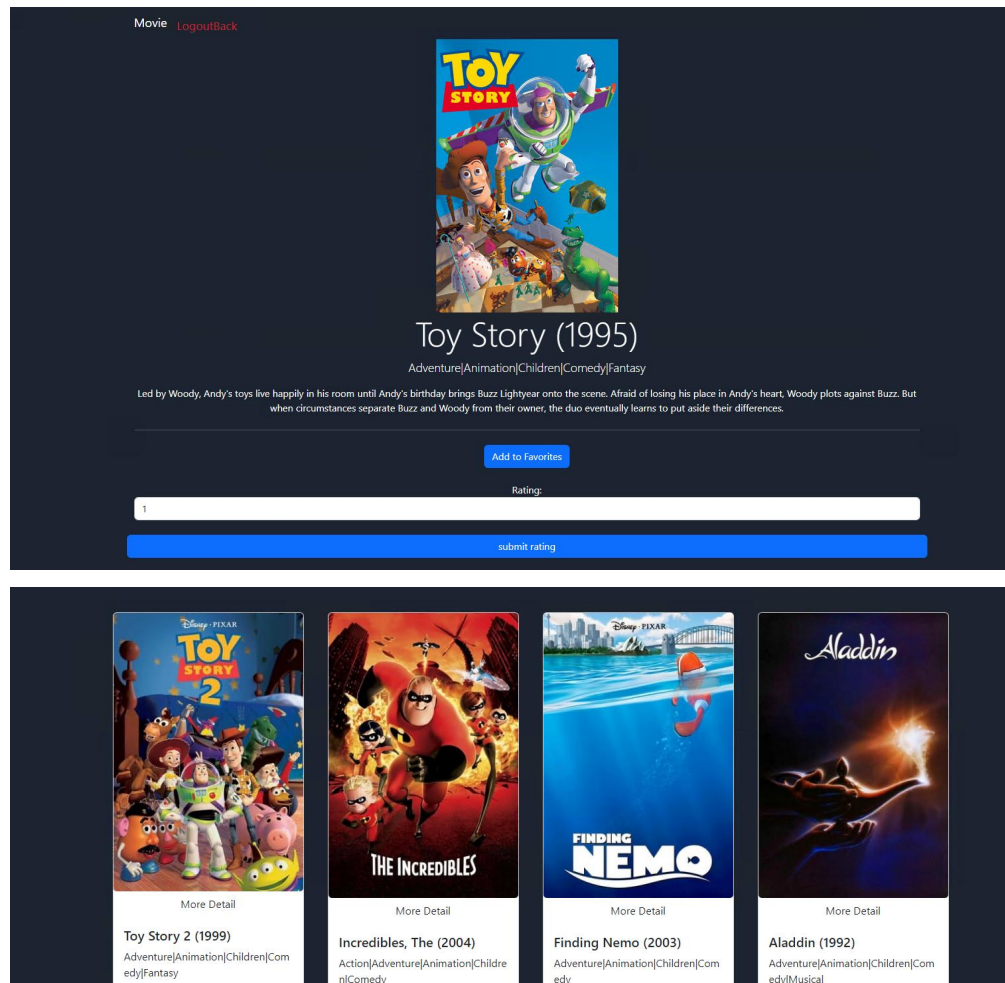 Movie LogoutBack
TOY
STORY
Toy Story (1995)
Adventure|Animation|Children|Comedy|Fantasy
Led by Woody, Andy's toys live happily in his room until Andy's birthday brings Buzz Lightyear onto the scene. Afraid of losing his place in Andy's heart, Woody plots against Buzz. But
when circumstances separate Buzz and Woody from their owner, the duo eventually learns to put aside their differences.
Add to Favorites
Rating:
1
submit rating
Disney · PIXAR
TOY
STORY
2
More Detail
Toy Story 2 (1999)
Adventure|Animation|Children|Com
edy|Fantasy
THE INCREDIBLES
More Detail
Incredibles, The (2004)
Action|Adventure|Animation|Childre
n|Comedy
Disney · PIXAR
FINDING
NEMO
More Detail
Finding Nemo (2003)
Adventure|Animation|Children|Com
edy
Aladdin
More Detail
Aladdin (1992)
Adventure|Animation|Children|Com
edy|Musical